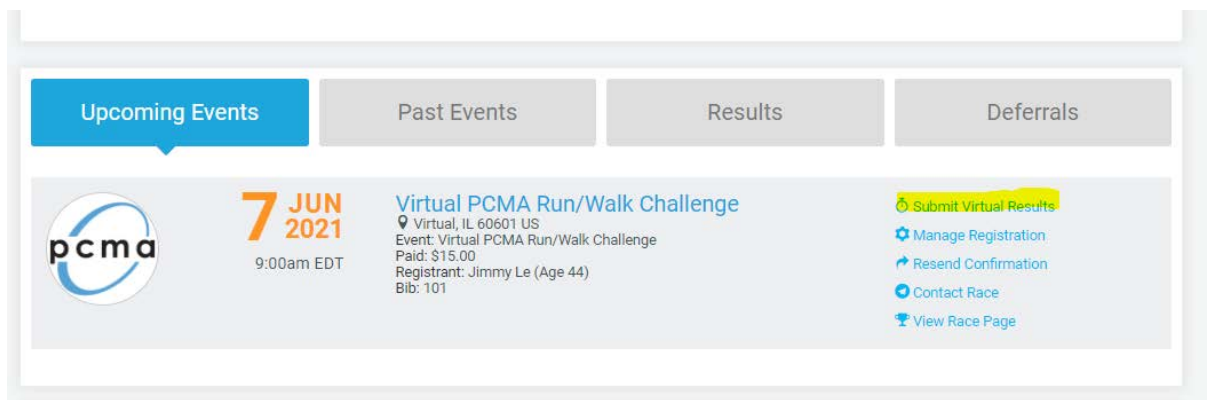 Upcoming Events
Past Events
Results
Deferrals
pcma
7 JUN
2021
9:00am EDT
Virtual PCMA Run/Walk Challenge
Virtual, IL 60601 US
Event: Virtual PCMA Run/Walk Challenge
Paid: $15.00
Registrant: Jimmy Le (Age 44)
Bib: 101
Submit Virtual Results
Manage Registration
Resend Confirmation
Contact Race
View Race Page